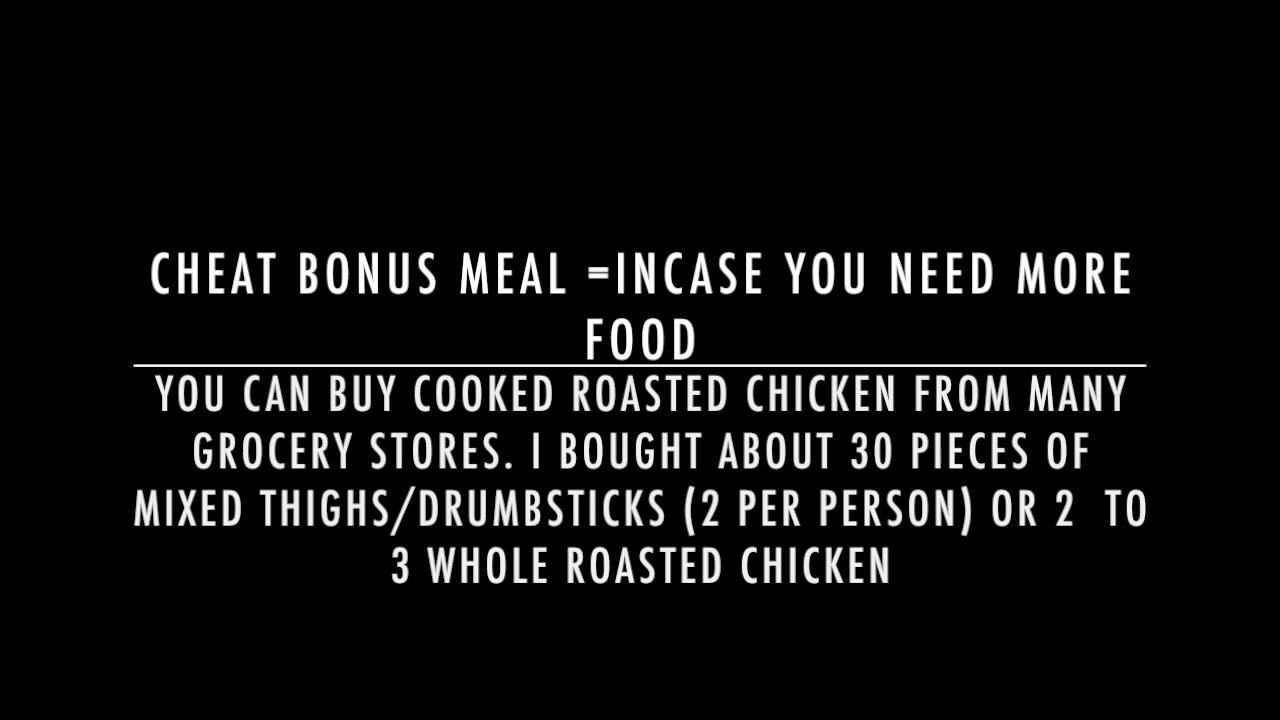 CHEAT BONUS MEAL =INCASE YOU NEED MORE
FOOD
YOU CAN BUY COOKED ROASTED CHICKEN FROM MANY
GROCERY STORES. I BOUGHT ABOUT 30 PIECES OF
MIXED THIGHS/DRUMBSTICKS (2 PER PERSON) OR 2  TO
3 WHOLE ROASTED CHICKEN